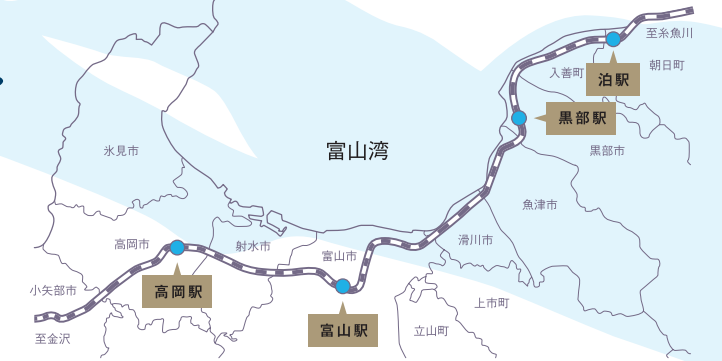 至糸魚川
入善町
朝日町
泊駅
黒部駅
富山湾
氷見市
黒部市
魚津市
高岡市
射水市
滑川市
富山市
小矢部市
高岡駅
上市町
富山駅
立山町
至金沢